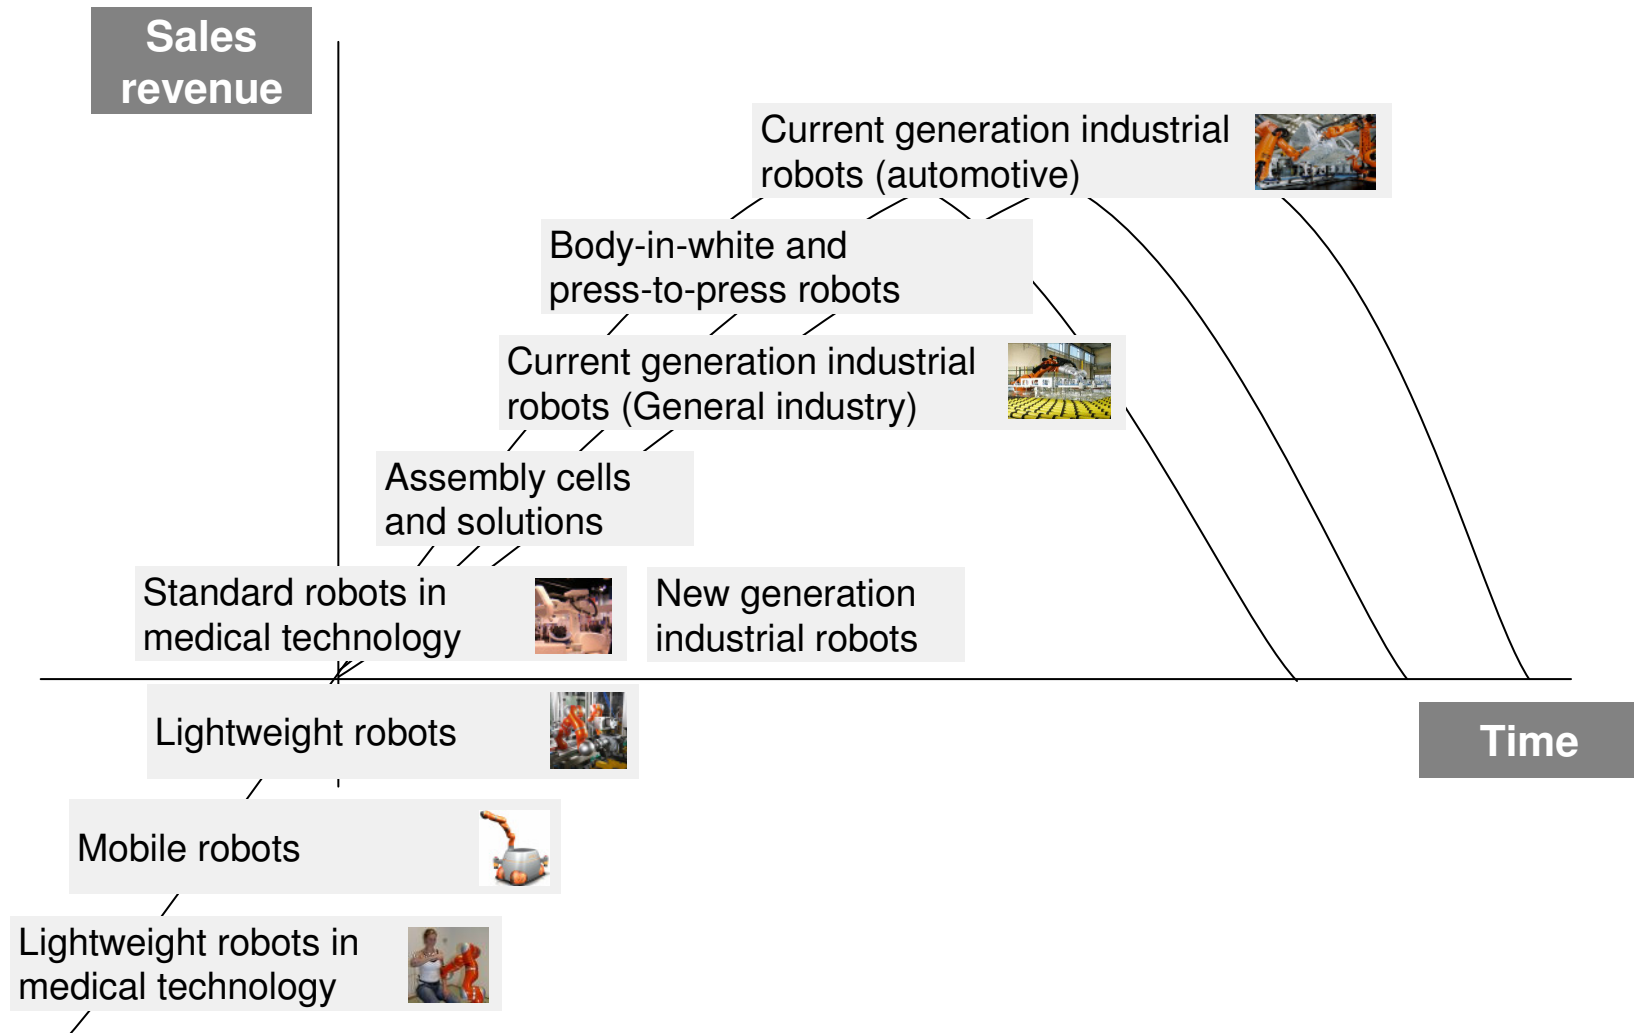 Sales
revenue
Current generation industrial
robots (automotive)
Body-in-white and
press-to-press robots
Current generation industrial
robots (General industry)
Assembly cells
and solutions
Standard robots in
medical technology
New generation
industrial robots
Lightweight robots
Time
Mobile robots
Lightweight robots in
medical technology